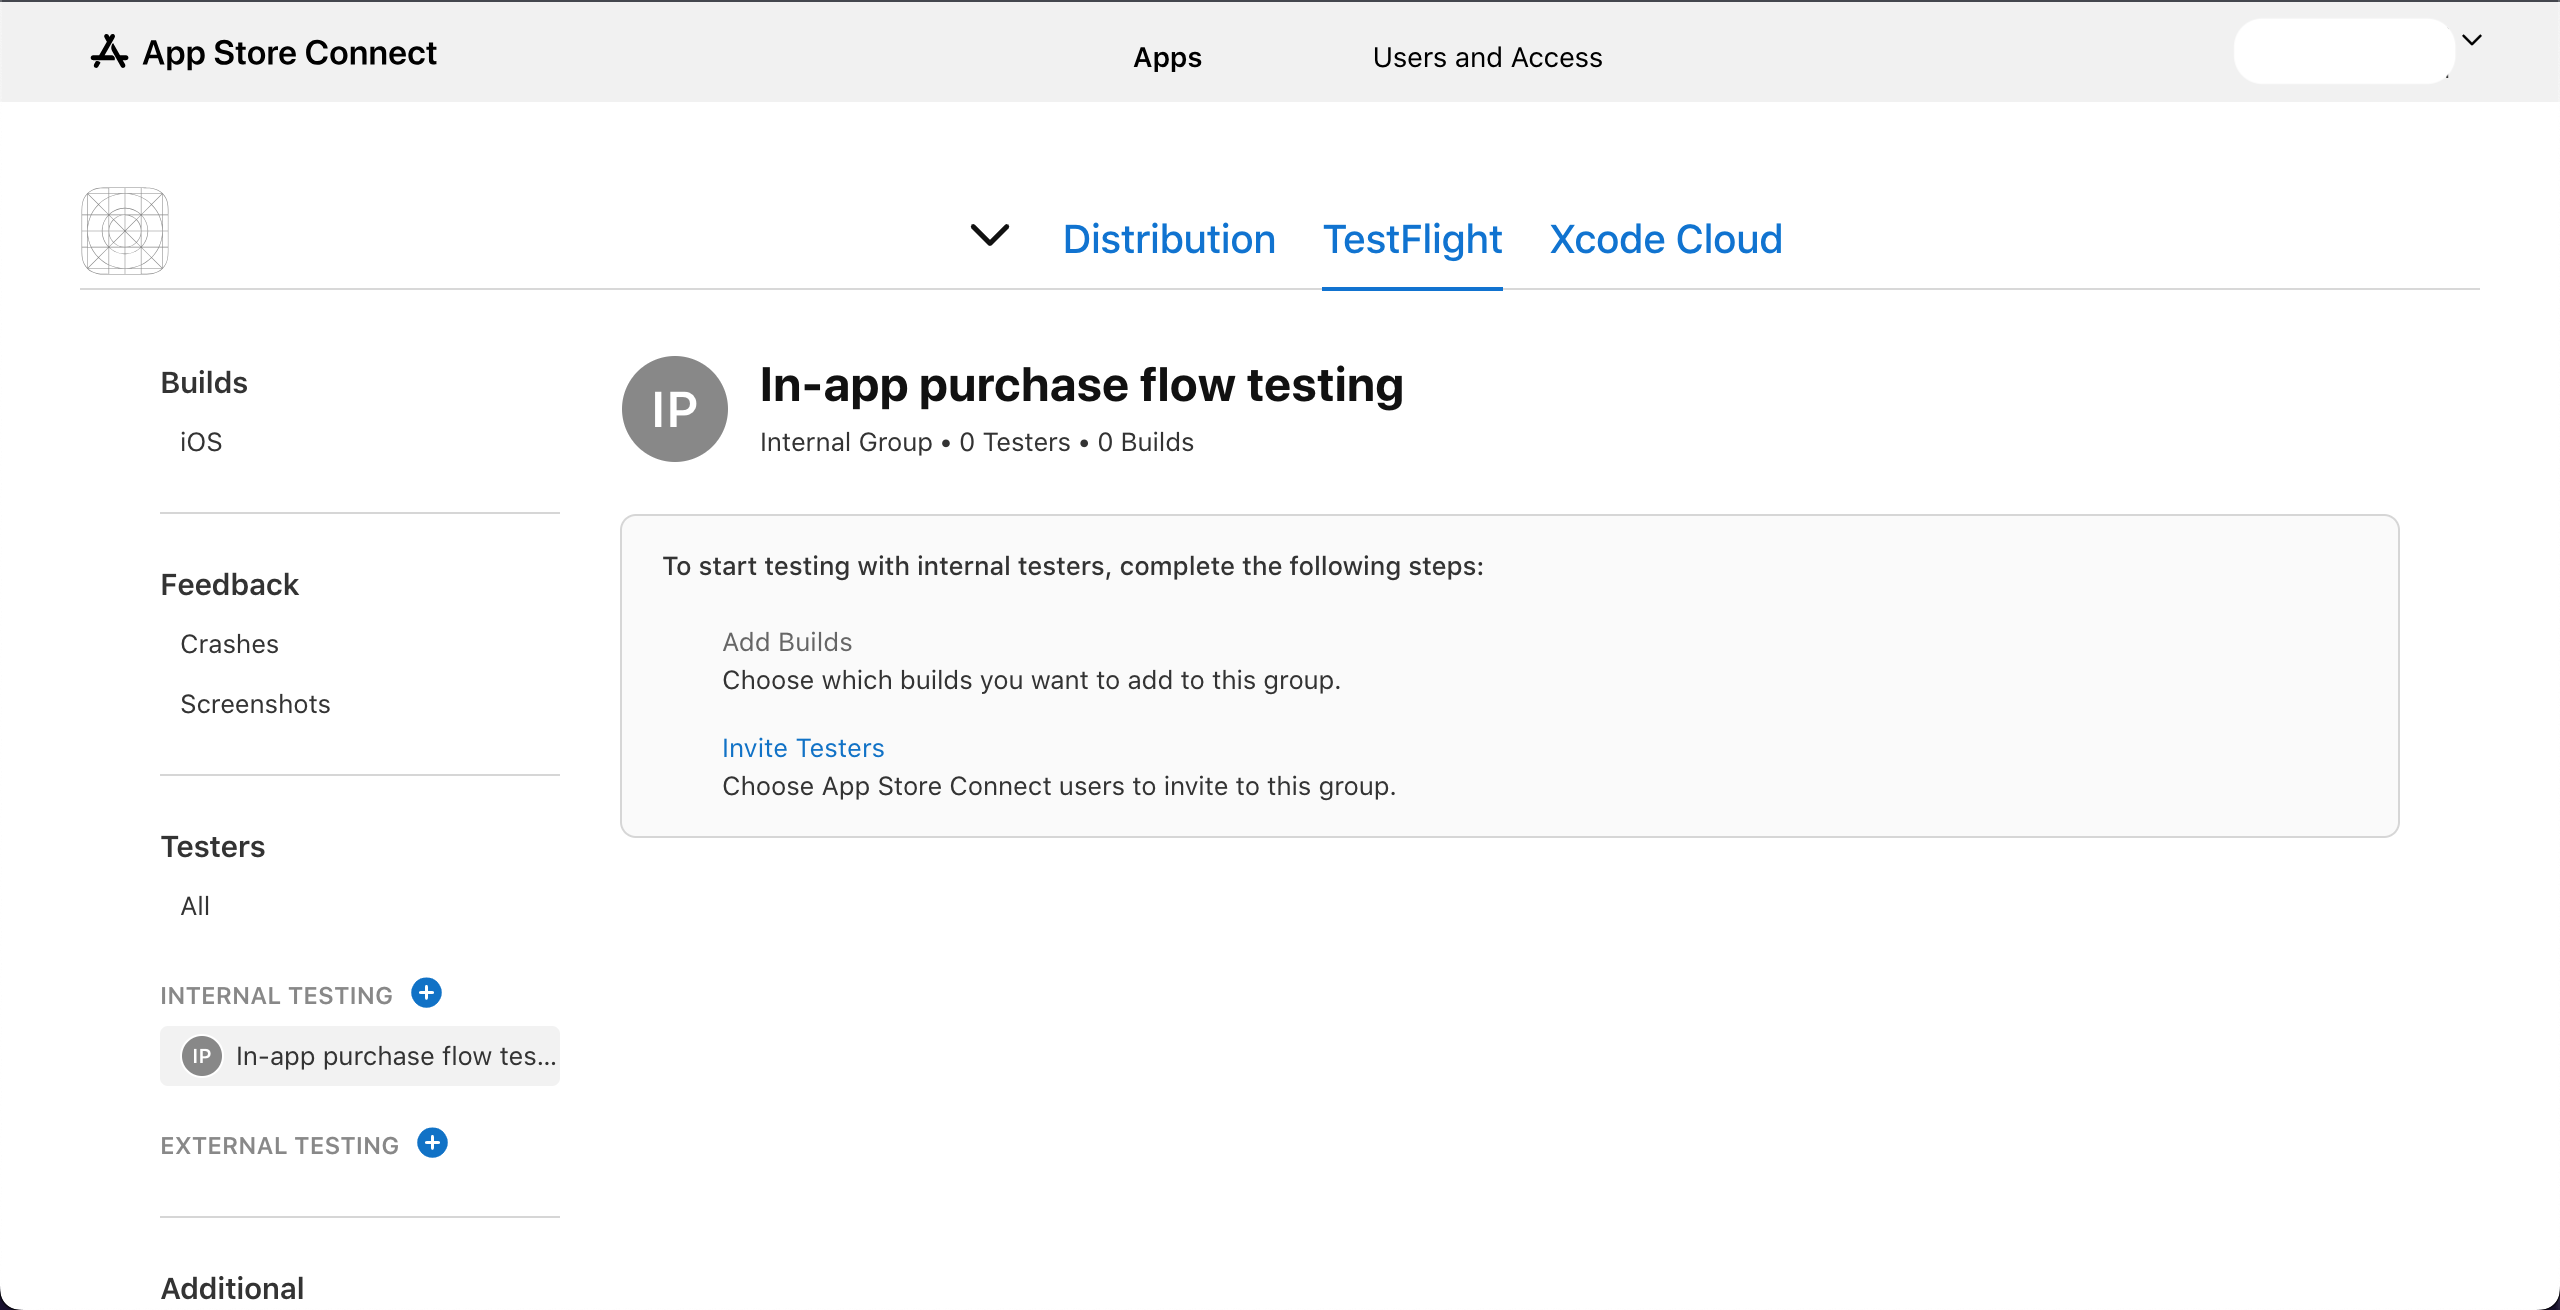 App Store Connect
Apps
Users and Access
Distribution
TestFlight
Xcode Cloud
Builds
iOS
Feedback
Crashes
Screenshots
Testers
All
INTERNAL TESTING
IP
In-app purchase flow tes...
EXTERNAL TESTING
Additional
IP
In-app purchase flow testing
Internal Group • 0 Testers • 0 Builds
To start testing with internal testers, complete the following steps:
Add Builds
Choose which builds you want to add to this group.
Invite Testers
Choose App Store Connect users to invite to this group.